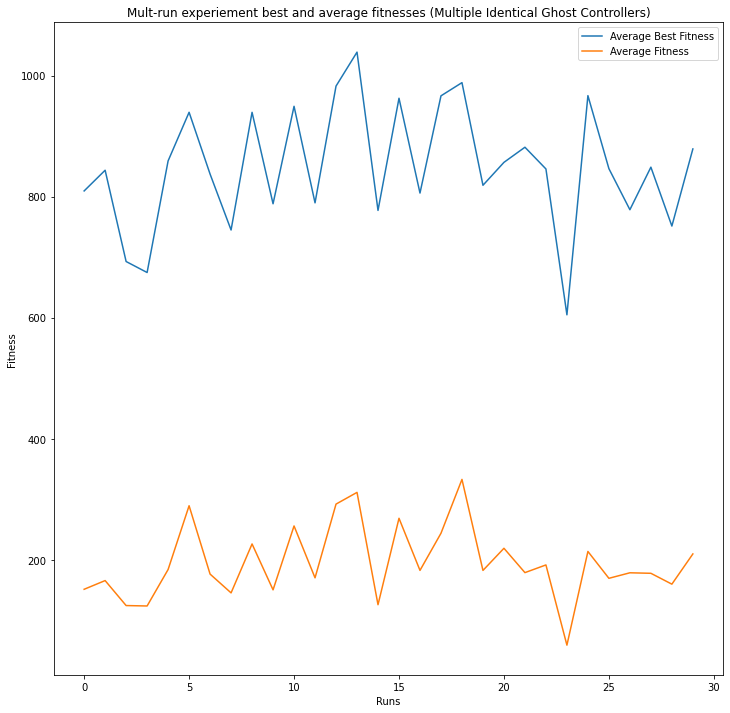 Mult-run experiement best and average fitnesses (Multiple Identical Ghost Controllers)
Average Best Fitness
Average Fitness
1000
800
600
400
200
Fitness
0 5 10 15 20 25 30
Runs